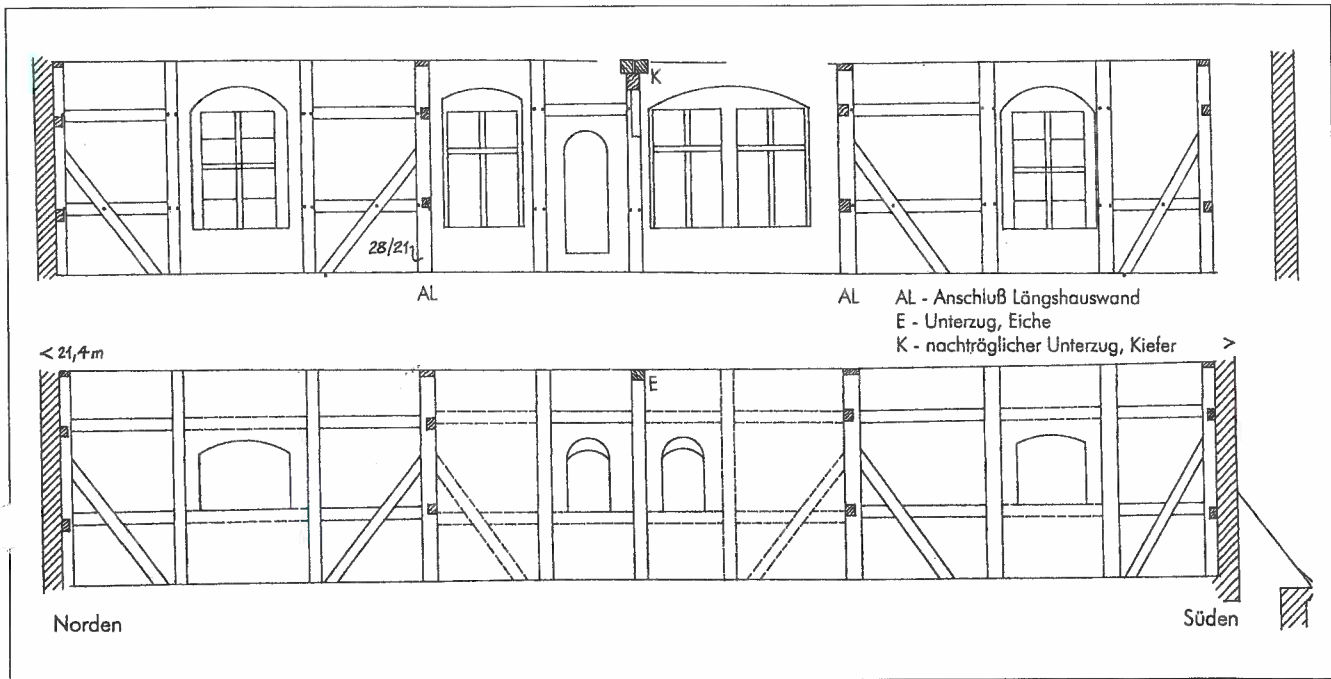 K
28/21
AL
AL
AL - Anschluß Längshauswand
E - Unterzug, Eiche
K - nachträglicher Unterzug, Kiefer
< 21,4 m
>
E
Norden
Süden